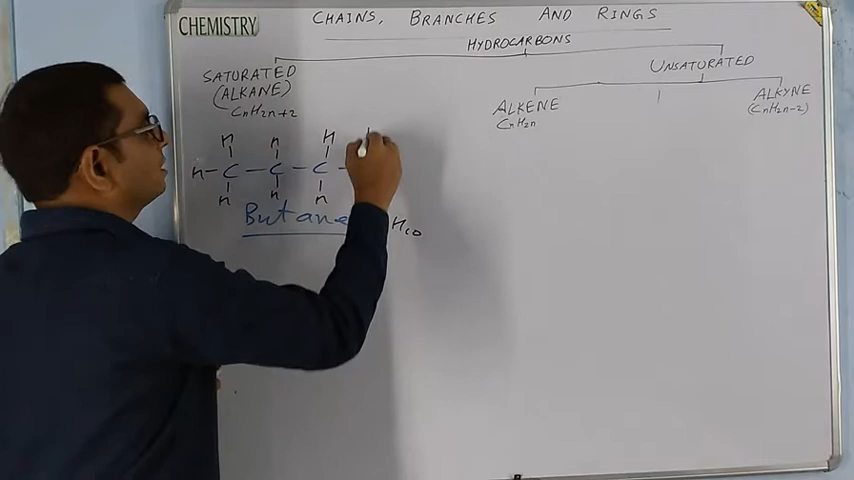 CHEMISTRY
CHAINS, BRANCHES AND RINGS
HYDROCARBONS
SATURATED
(ALKANE)
CnH2n+2
UNSATURATED
ALKENE
CnH2n
ALKYNE
(CnH2n-2)
H H H
H-C-C-C-
H H H
Butane H10